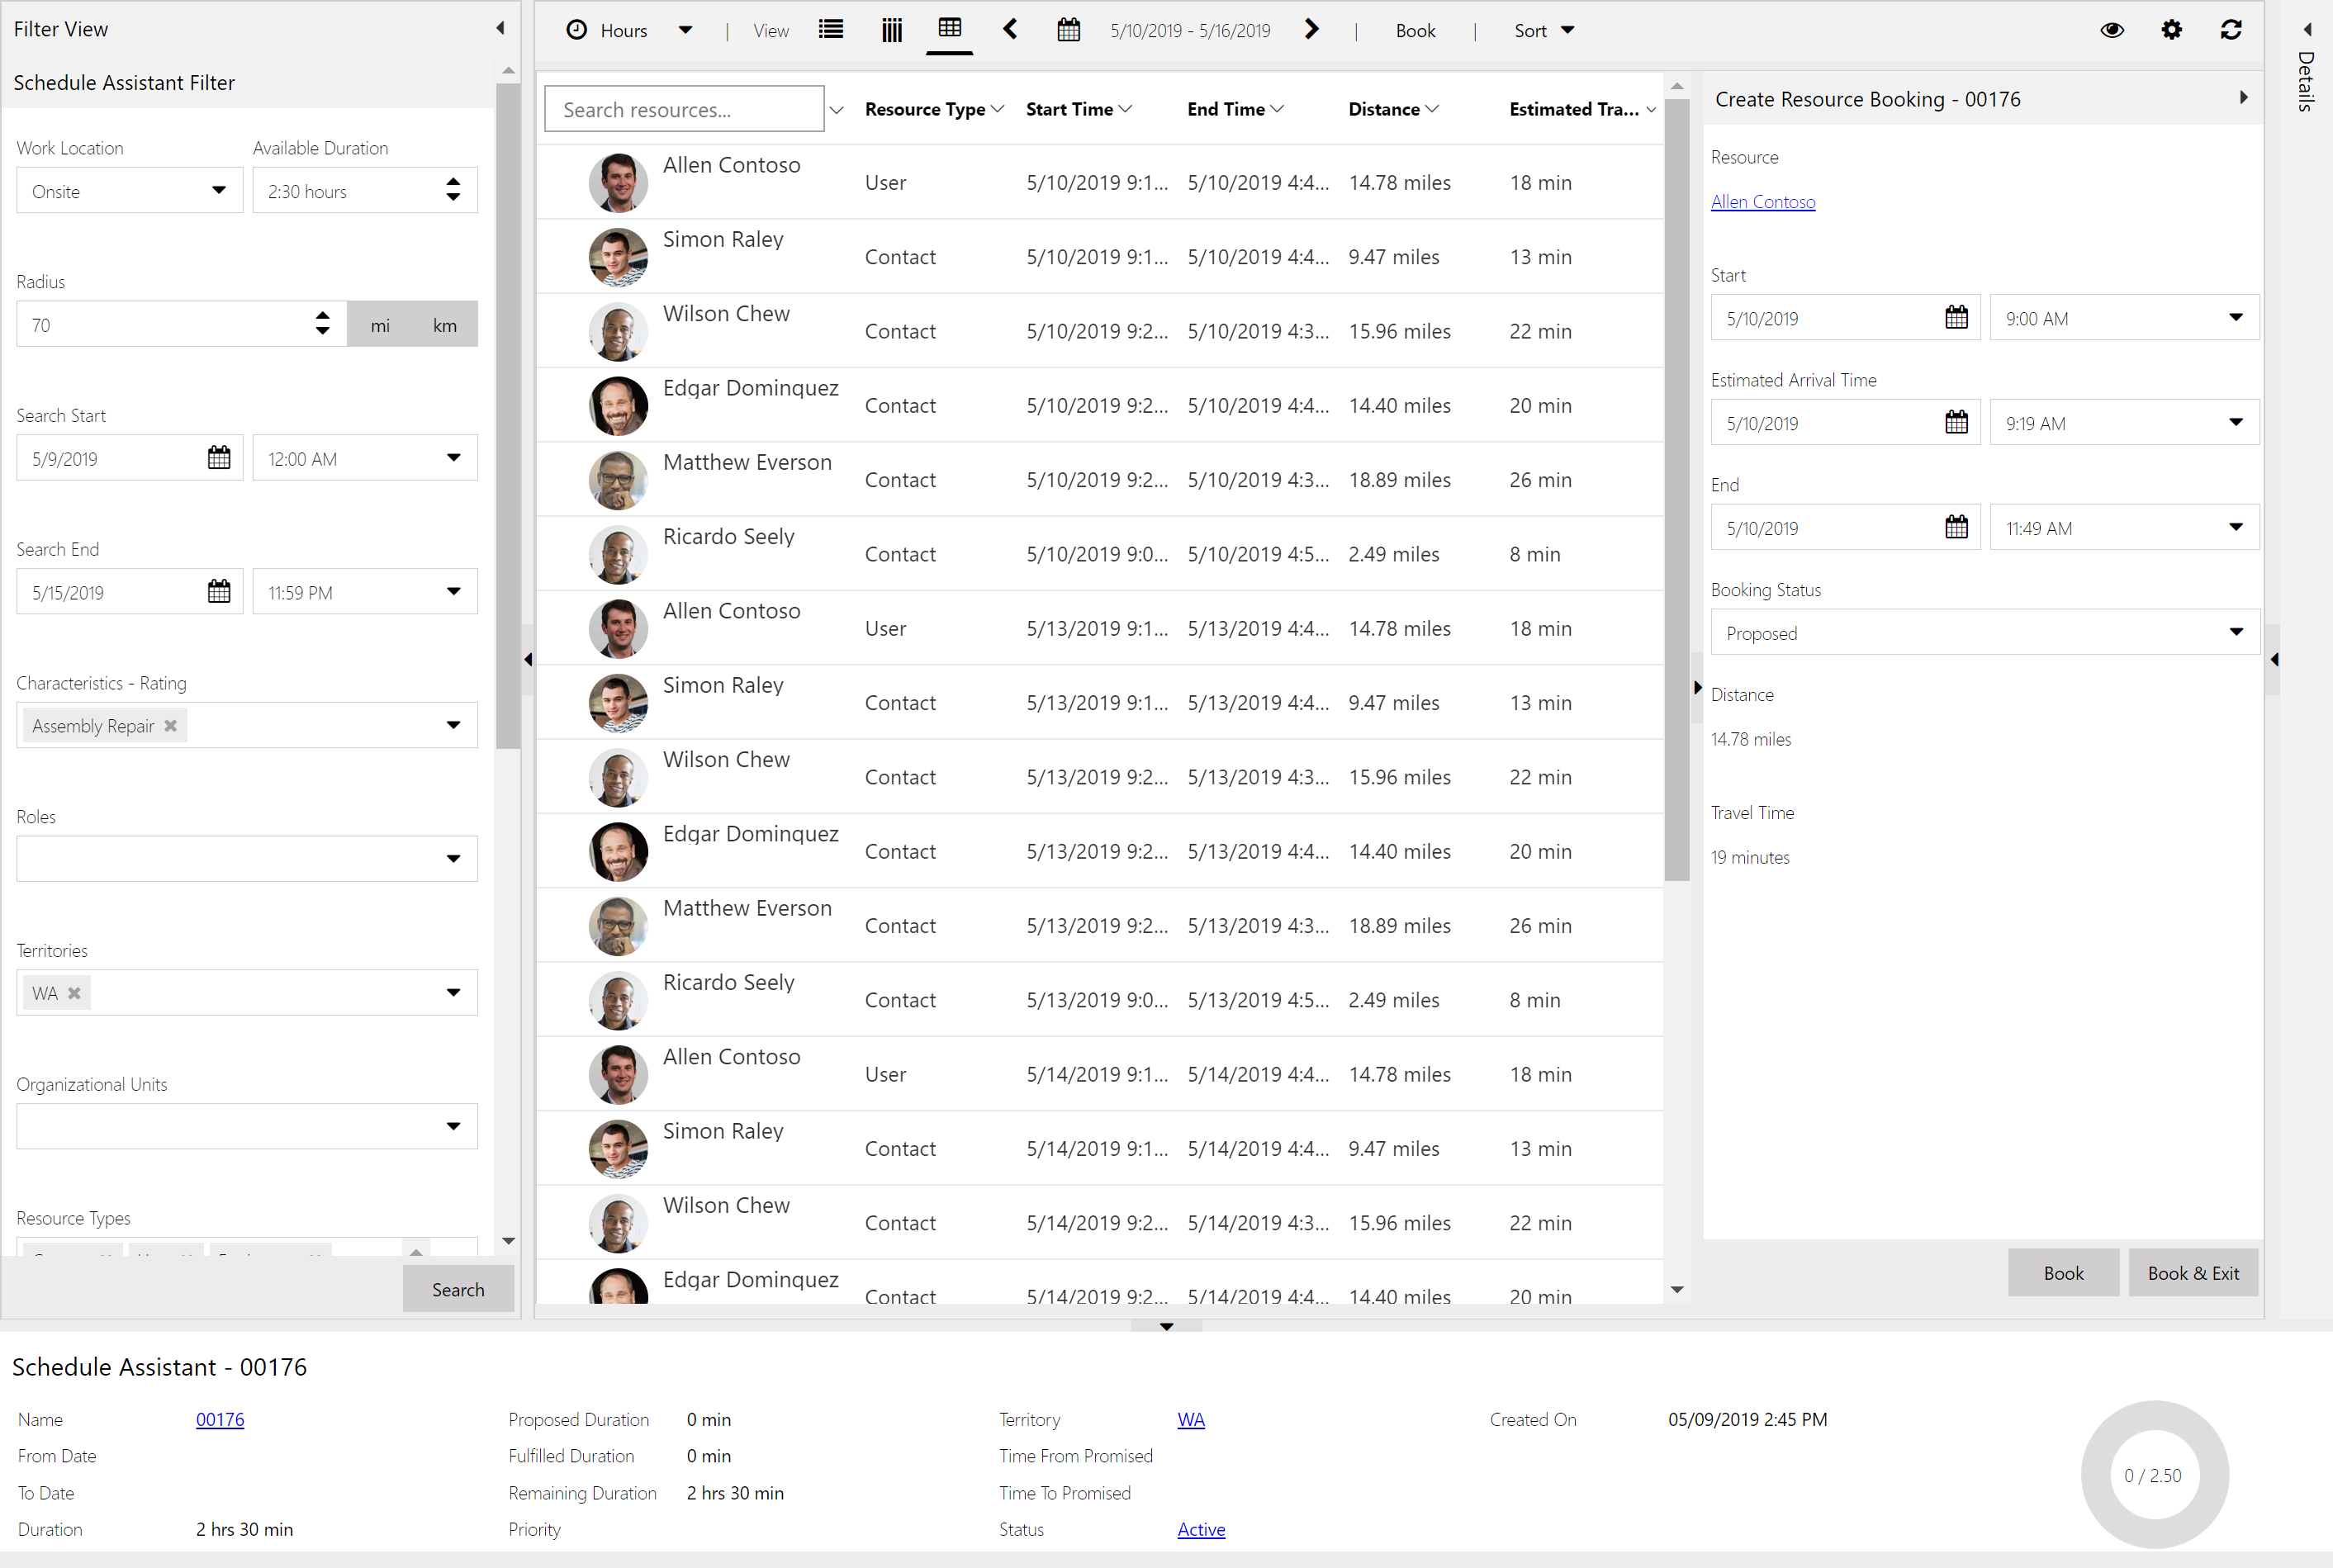 Filter View
Schedule Assistant Filter
Work Location
Available Duration
Onsite
2:30 hours
Radius
70
mi
km
Search Start
5/9/2019
12:00 AM
Search End
5/15/2019
11:59 PM
Characteristics - Rating
Assembly Repair
Roles
Territories
WA
Organizational Units
Resource Types
Search
Hours
View
5/10/2019 - 5/16/2019
Book
Sort
Search resources...
Resource Type
Start Time
End Time
Distance
Estimated Tra...
Allen Contoso
User 5/10/2019 9:1... 5/10/2019 4:4... 14.78 miles 18 min
Simon Raley
Contact 5/10/2019 9:1... 5/10/2019 4:4... 9.47 miles 13 min
Wilson Chew
Contact 5/10/2019 9:2... 5/10/2019 4:3... 15.96 miles 22 min
Edgar Dominquez
Contact 5/10/2019 9:2... 5/10/2019 4:4... 14.40 miles 20 min
Matthew Everson
Contact 5/10/2019 9:2... 5/10/2019 4:3... 18.89 miles 26 min
Ricardo Seely
Contact 5/10/2019 9:0... 5/10/2019 4:5... 2.49 miles 8 min
Allen Contoso
User 5/13/2019 9:1... 5/13/2019 4:4... 14.78 miles 18 min
Simon Raley
Contact 5/13/2019 9:1... 5/13/2019 4:4... 9.47 miles 13 min
Wilson Chew
Contact 5/13/2019 9:2... 5/13/2019 4:3... 15.96 miles 22 min
Edgar Dominquez
Contact 5/13/2019 9:2... 5/13/2019 4:4... 14.40 miles 20 min
Matthew Everson
Contact 5/13/2019 9:2... 5/13/2019 4:3... 18.89 miles 26 min
Ricardo Seely
Contact 5/13/2019 9:0... 5/13/2019 4:5... 2.49 miles 8 min
Allen Contoso
User 5/14/2019 9:1... 5/14/2019 4:4... 14.78 miles 18 min
Simon Raley
Contact 5/14/2019 9:1... 5/14/2019 4:4... 9.47 miles 13 min
Wilson Chew
Contact 5/14/2019 9:2... 5/14/2019 4:3... 15.96 miles 22 min
Edgar Dominquez
Contact 5/14/2019 9:2... 5/14/2019 4:4... 14.40 miles 20 min
Create Resource Booking - 00176
Resource
Allen Contoso
Start
5/10/2019
9:00 AM
Estimated Arrival Time
5/10/2019
9:19 AM
End
5/10/2019
11:49 AM
Booking Status
Proposed
Distance
14.78 miles
Travel Time
19 minutes
Book
Book & Exit
Details
Schedule Assistant - 00176
Name 00176
From Date
To Date
Duration 2 hrs 30 min
Proposed Duration 0 min
Fulfilled Duration 0 min
Remaining Duration 2 hrs 30 min
Priority
Territory WA
Time From Promised
Time To Promised
Status Active
Created On 05/09/2019 2:45 PM
0 / 2.50